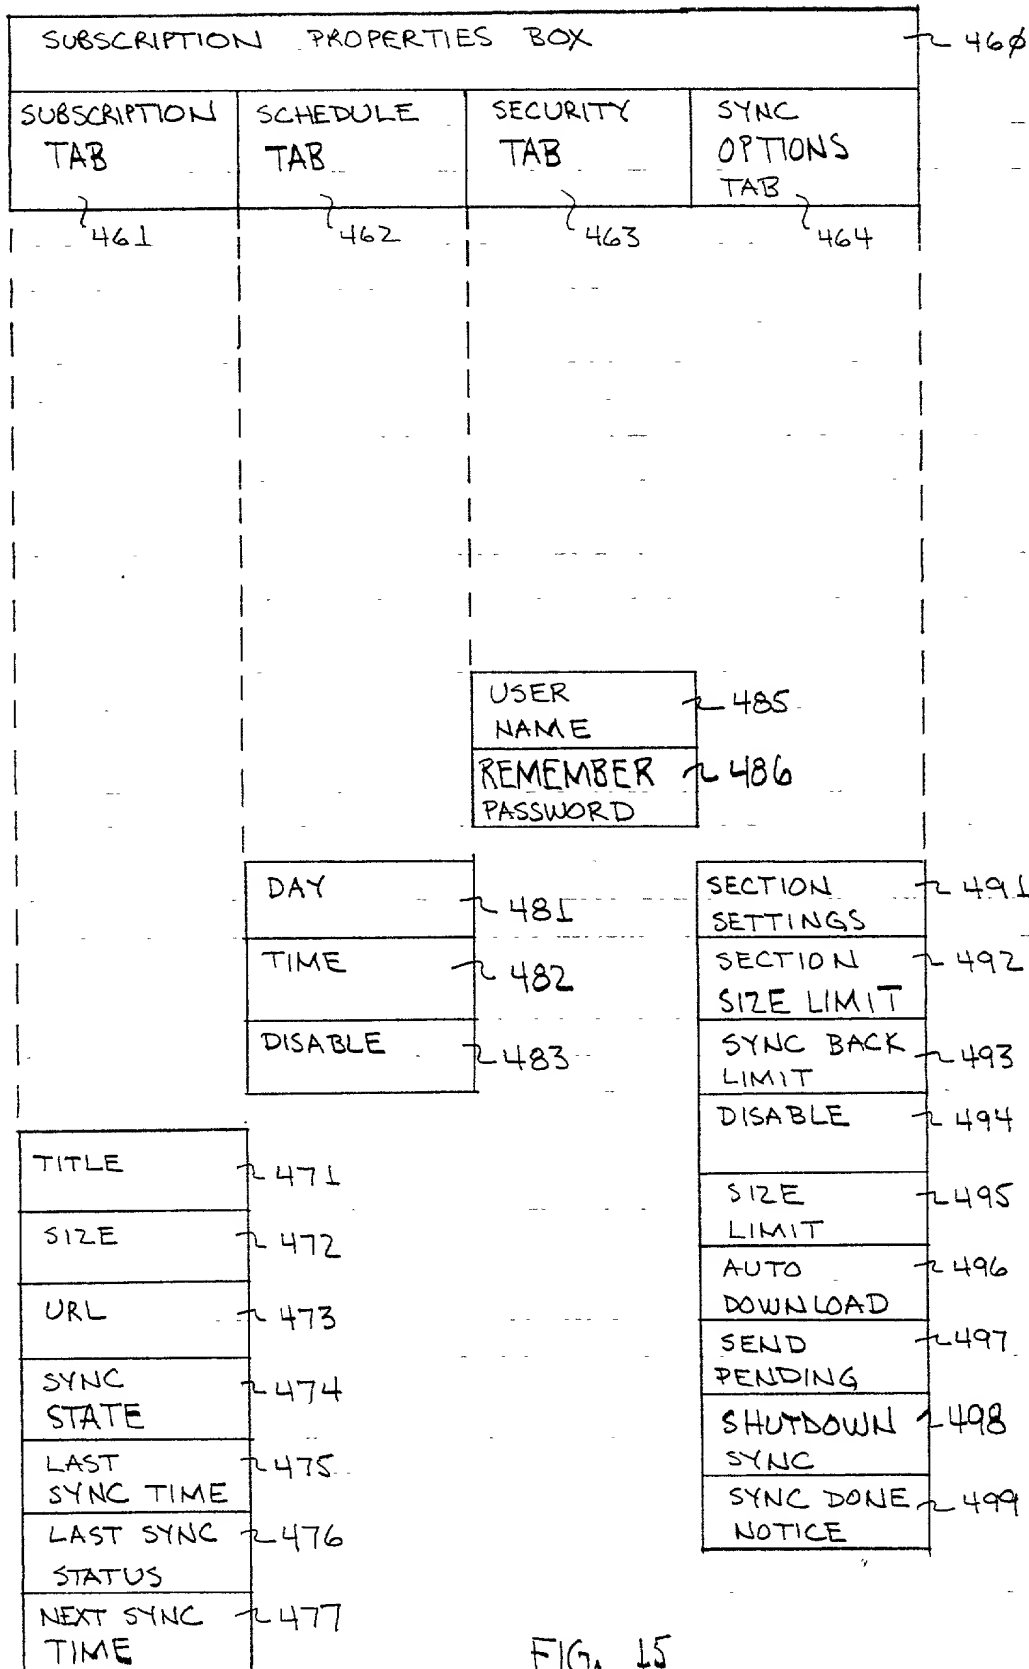 SUBSCRIPTION PROPERTIES BOX 460
SUBSCRIPTION
TAB
461
SCHEDULE
TAB
462
SECURITY
TAB
463
SYNC
OPTIONS
TAB
464
USER
NAME
485
REMEMBER
PASSWORD
486
DAY
481
TIME
482
DISABLE
483
SECTION
SETTINGS
491
SECTION
SIZE LIMIT
492
SYNC BACK
LIMIT
493
DISABLE
494
SIZE
LIMIT
495
AUTO
DOWNLOAD
496
SEND
PENDING
497
SHUTDOWN
SYNC
498
SYNC DONE
NOTICE
499
TITLE
471
SIZE
472
URL
473
SYNC
STATE
474
LAST
SYNC TIME
475
LAST SYNC
STATUS
476
NEXT SYNC
TIME
477
FIG. 15